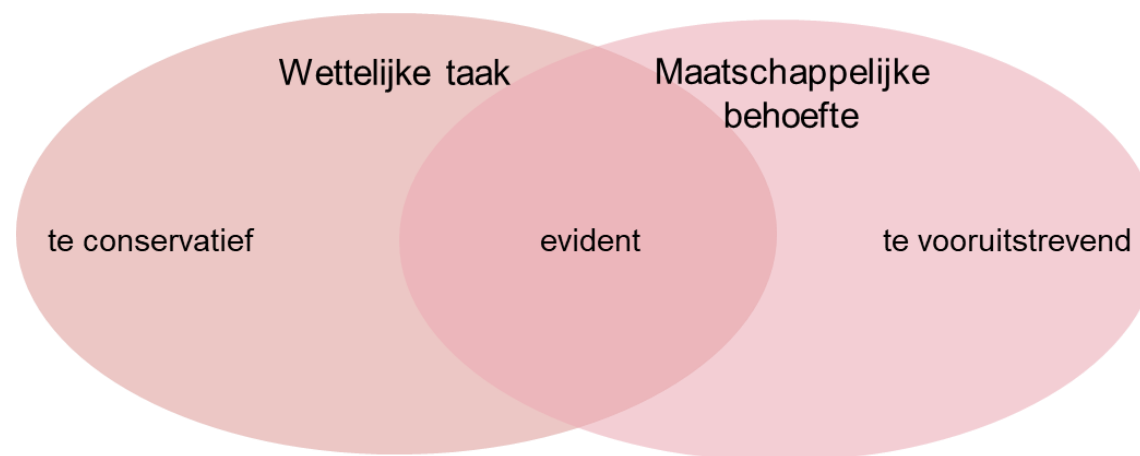 Wettelijke taak
Maatschappelijke
behoefte
te conservatief
evident
te vooruitstrevend